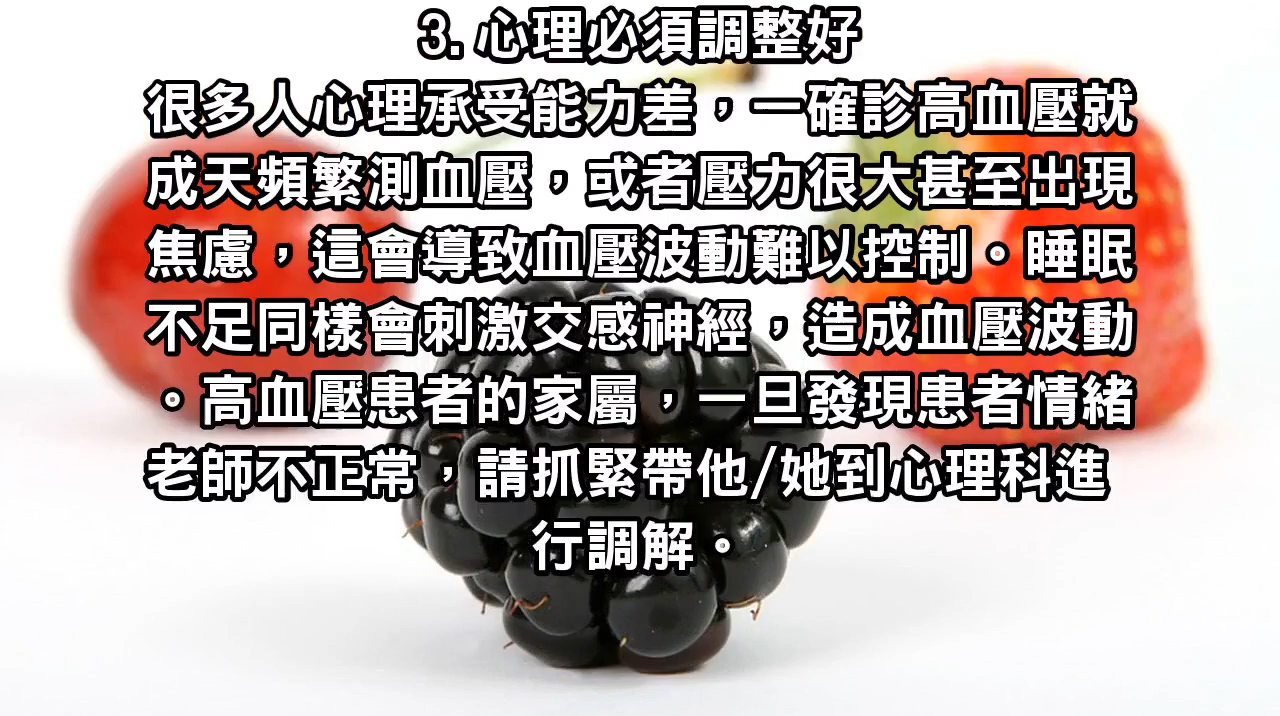 3. 心理必須調整好
很多人心理承受能力差，一確診高血壓就
成天頻繁測血壓，或者壓力很大甚至出現
焦慮，這會導致血壓波動難以控制。睡眠
不足同樣會刺激交感神經，造成血壓波動
。高血壓患者的家屬，一旦發現患者情緒
老師不正常，請抓緊帶他/她到心理科進
行調解。